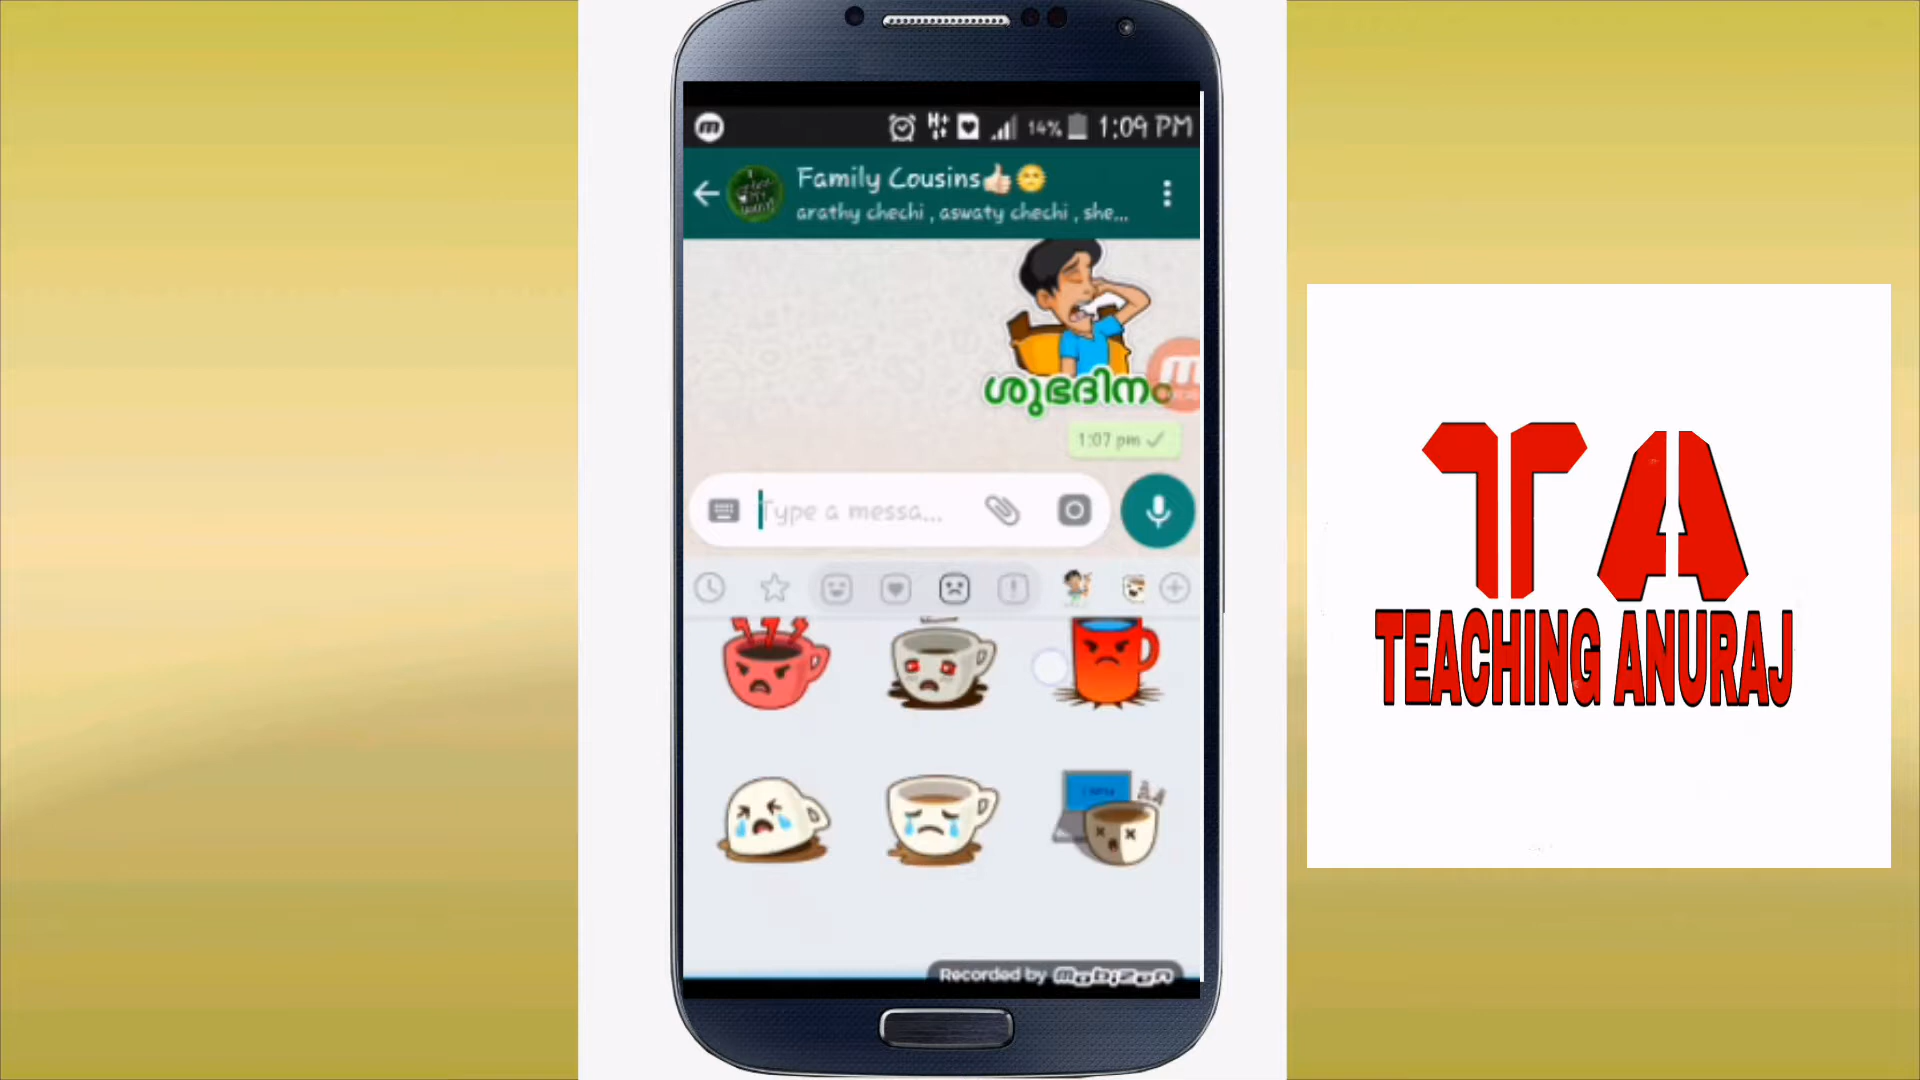 14% 1:09 PM
Family Cousins👍🙂
arathy chechi , aswaty chechi , she...
ശുഭദിനം
1:07 pm
Type a messa...
Recorded by mobizen
TA
TEACHING ANURAJ